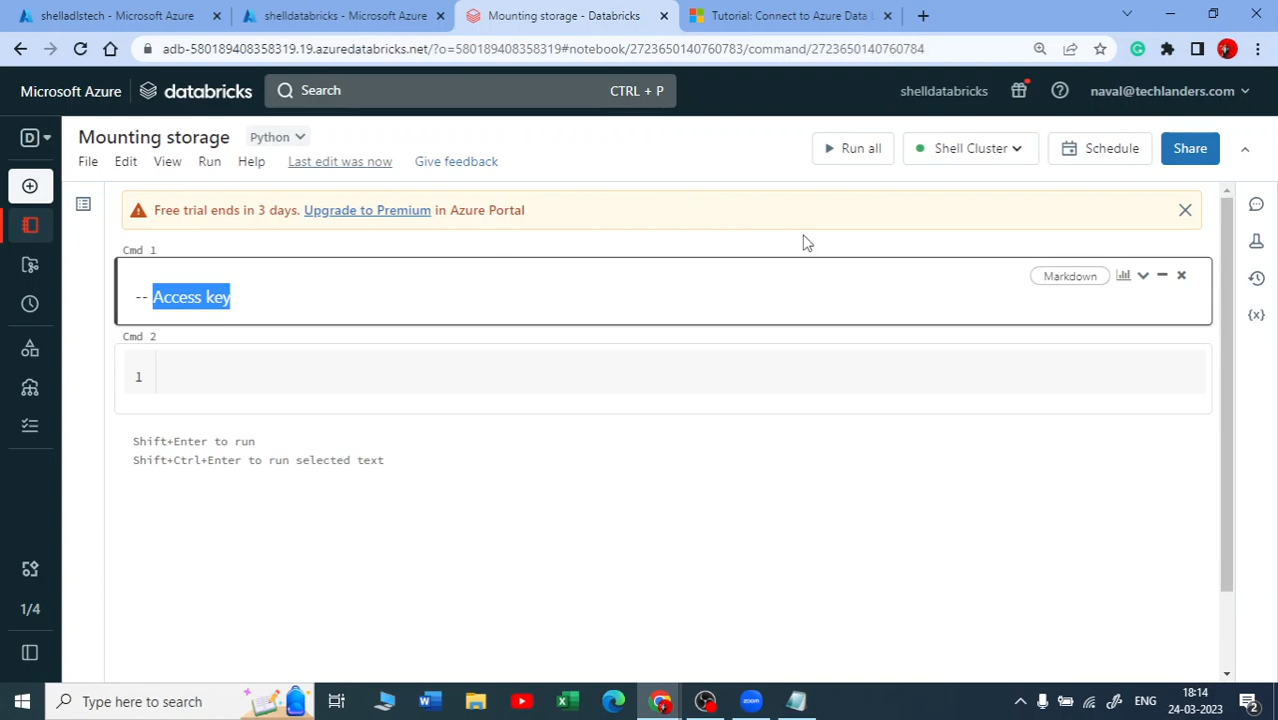 shelladlstech - Microsoft Azure
shelldatabricks - Microsoft Azure
Mounting storage - Databricks
Tutorial: Connect to Azure Data L
adb-580189408358319.19.azuredatabricks.net/?o=580189408358319#notebook/2723650140760783/command/2723650140760784
Microsoft Azure
databricks
Search
CTRL + P
shelldatabricks
naval@techlanders.com
D
Mounting storage
Python
File
Edit
View
Run
Help
Last edit was now
Give feedback
Run all
Shell Cluster
Schedule
Share
Free trial ends in 3 days. Upgrade to Premium in Azure Portal
Cmd 1
-- Access key
Markdown
Cmd 2
1
Shift+Enter to run
Shift+Ctrl+Enter to run selected text
{x}
1/4
Type here to search
ENG
18:14
24-03-2023
2